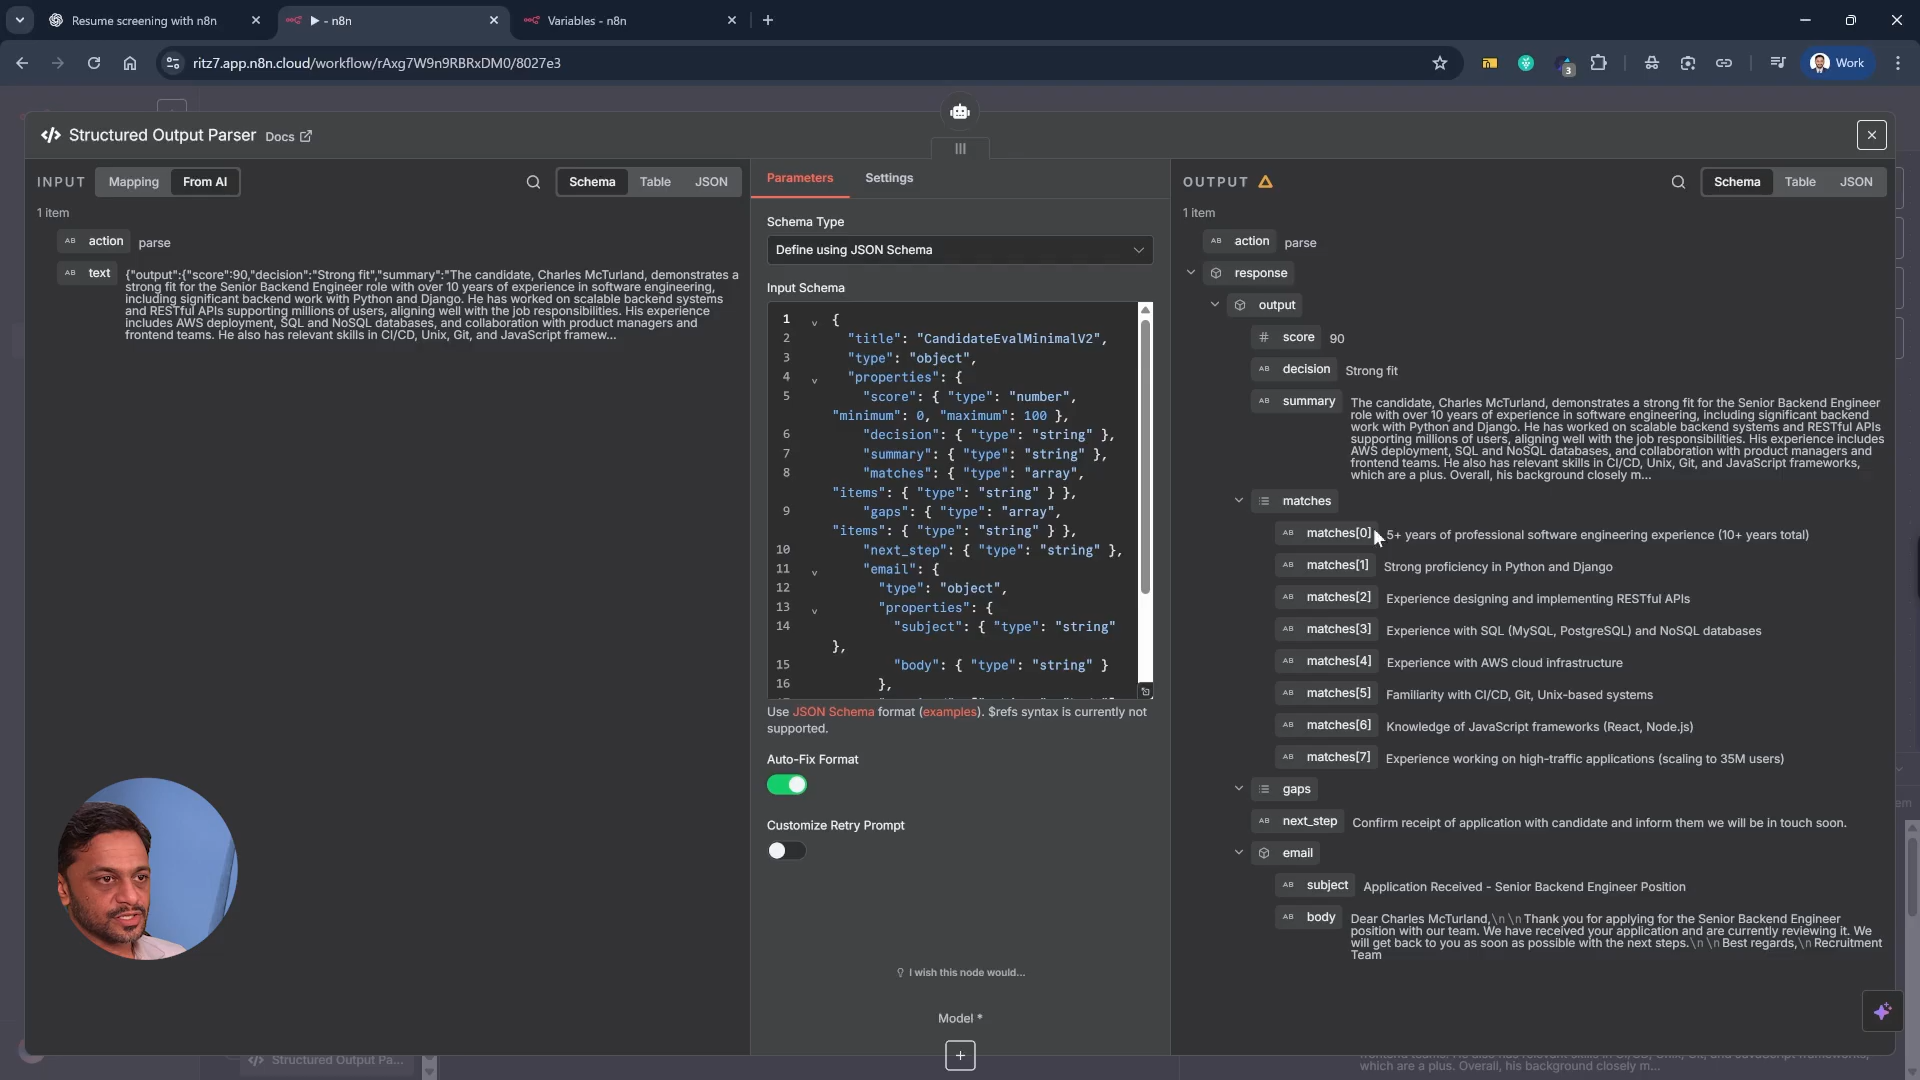 Resume screening with n8n
▶ - n8n
Variables - n8n
ritz7.app.n8n.cloud/workflow/rAxg7W9n9RBRxDM0/8027e3
3
Work
Structured Output Parser
Docs
INPUT
Mapping
From AI
Schema
Table
JSON
1 item
AB action parse
AB text {"output":{"score":90,"decision":"Strong fit","summary":"The candidate, Charles McTurland, demonstrates a
strong fit for the Senior Backend Engineer role with over 10 years of experience in software engineering,
including significant backend work with Python and Django. He has worked on scalable backend systems
and RESTful APIs supporting millions of users, aligning well with the job responsibilities. His experience
includes AWS deployment, SQL and NoSQL databases, and collaboration with product managers and
frontend teams. He also has relevant skills in CI/CD, Unix, Git, and JavaScript framew...
Parameters
Settings
Schema Type
Define using JSON Schema
Input Schema
1 {
2 "title": "CandidateEvalMinimalV2",
3 "type": "object",
4 "properties": {
5 "score": { "type": "number",
"minimum": 0, "maximum": 100 },
6 "decision": { "type": "string" },
7 "summary": { "type": "string" },
8 "matches": { "type": "array",
"items": { "type": "string" } },
9 "gaps": { "type": "array",
"items": { "type": "string" } },
10 "next_step": { "type": "string" },
11 "email": {
12 "type": "object",
13 "properties": {
14 "subject": { "type": "string"
},
15 "body": { "type": "string" }
16 },
Use JSON Schema format (examples). $refs syntax is currently not
supported.
Auto-Fix Format
Customize Retry Prompt
I wish this node would...
Model *
+
OUTPUT
Schema
Table
JSON
1 item
AB action parse
response
output
# score 90
AB decision Strong fit
AB summary The candidate, Charles McTurland, demonstrates a strong fit for the Senior Backend Engineer
role with over 10 years of experience in software engineering, including significant backend
work with Python and Django. He has worked on scalable backend systems and RESTful APIs
supporting millions of users, aligning well with the job responsibilities. His experience includes
AWS deployment, SQL and NoSQL databases, and collaboration with product managers and
frontend teams. He also has relevant skills in CI/CD, Unix, Git, and JavaScript frameworks,
which are a plus. Overall, his background closely m...
matches
AB matches[0] 5+ years of professional software engineering experience (10+ years total)
AB matches[1] Strong proficiency in Python and Django
AB matches[2] Experience designing and implementing RESTful APIs
AB matches[3] Experience with SQL (MySQL, PostgreSQL) and NoSQL databases
AB matches[4] Experience with AWS cloud infrastructure
AB matches[5] Familiarity with CI/CD, Git, Unix-based systems
AB matches[6] Knowledge of JavaScript frameworks (React, Node.js)
AB matches[7] Experience working on high-traffic applications (scaling to 35M users)
gaps
AB next_step Confirm receipt of application with candidate and inform them we will be in touch soon.
email
AB subject Application Received - Senior Backend Engineer Position
AB body Dear Charles McTurland,\n\nThank you for applying for the Senior Backend Engineer
position with our team. We have received your application and are currently reviewing it. We
will get back to you as soon as possible with the next steps.\n\nBest regards,\nRecruitment
Team
Structured Output Pa...
which are a plus. Overall, his background closely m...